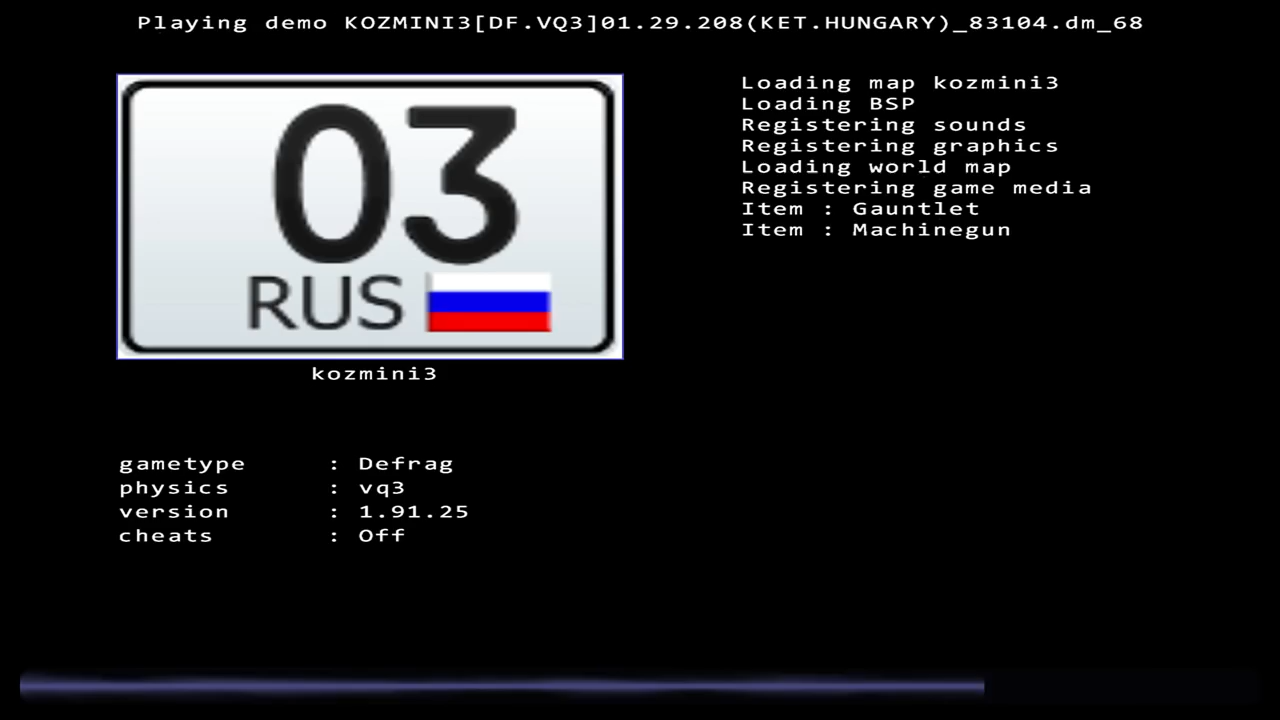 Playing demo KOZMINI3[DF.VQ3]01.29.208(KET.HUNGARY)_83104.dm_68
03
RUS
kozmini3
Loading map kozmini3
Loading BSP
Registering sounds
Registering graphics
Loading world map
Registering game media
Item : Gauntlet
Item : Machinegun
gametype : Defrag
physics : vq3
version : 1.91.25
cheats : Off